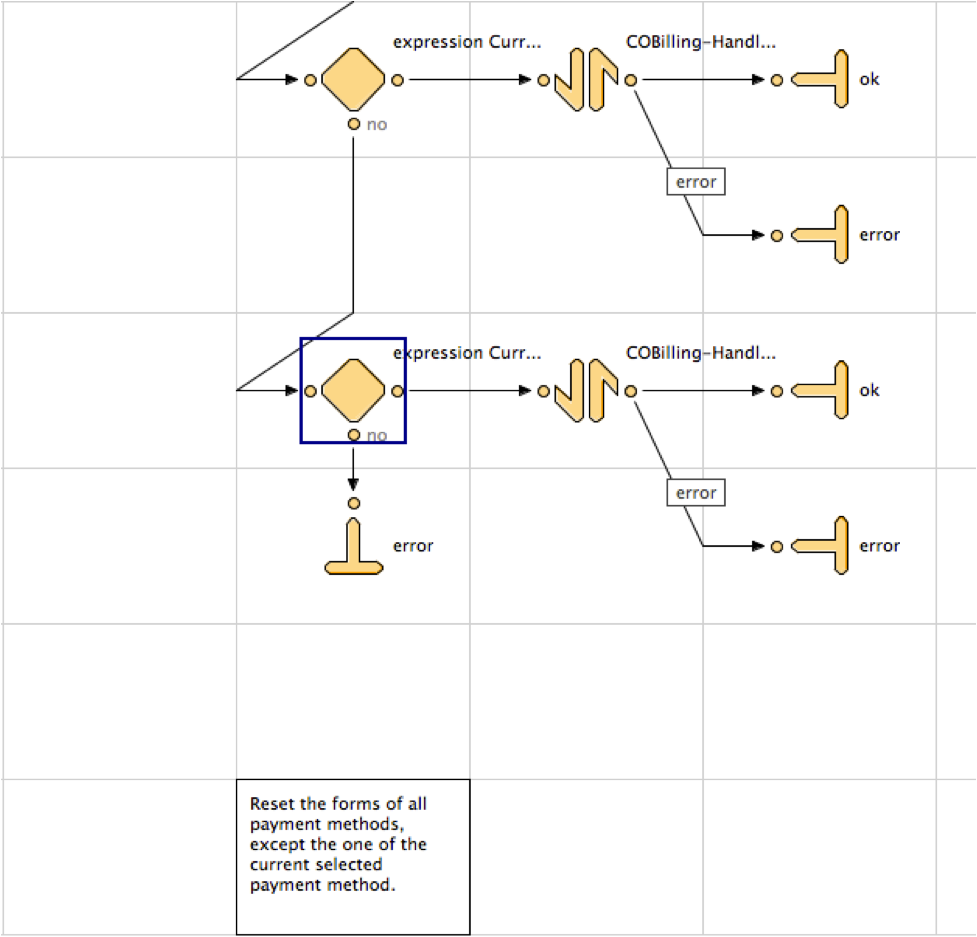 expression Curr...
COBilling-Handl...
ok
no
error
error
expression Curr...
COBilling-Handl...
ok
no
error
error
error
Reset the forms of all
payment methods,
except the one of the
current selected
payment method.